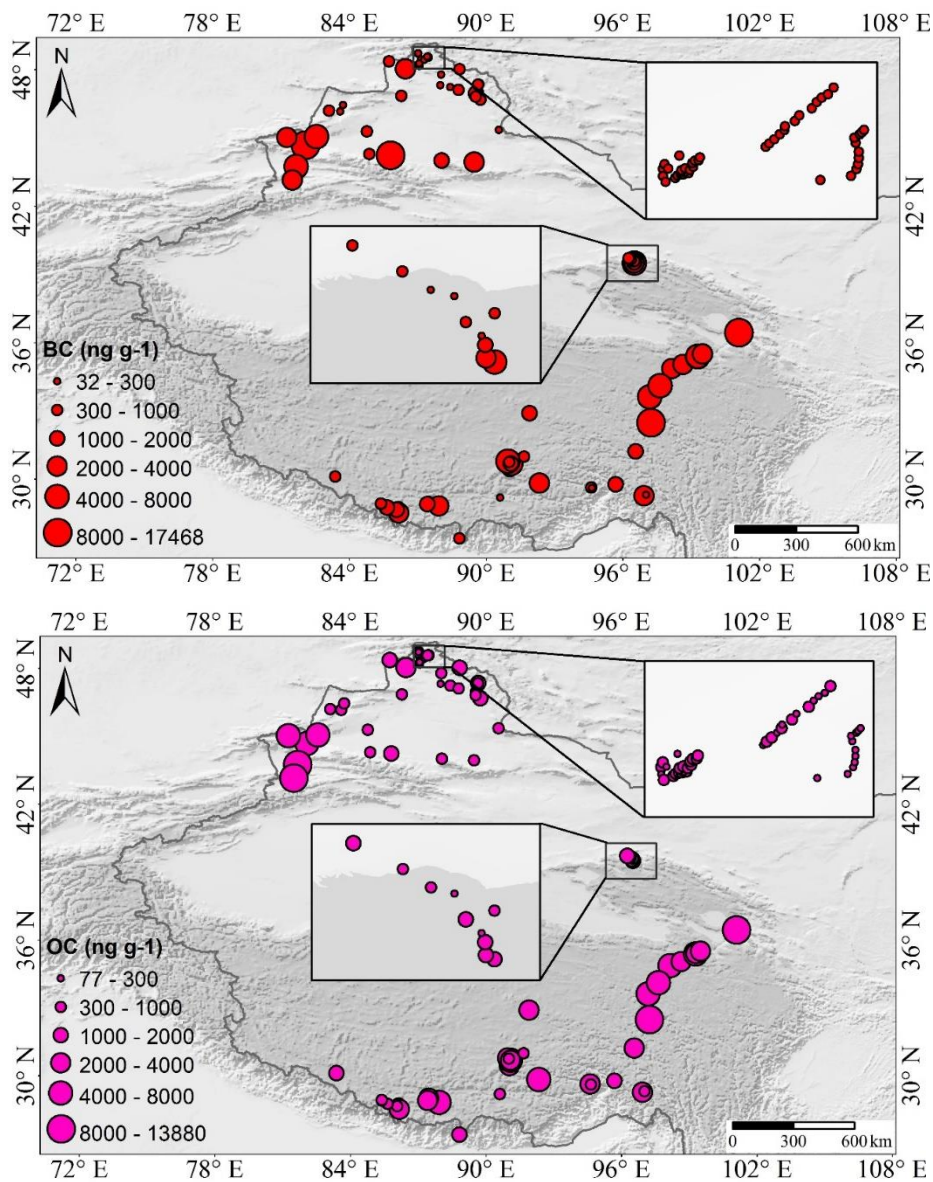 72° E 78° E 84° E 90° E 96° E 102° E 108° E
N
48° N 48° N
42° N 42° N
36° N 36° N
BC (ng g-1)
32 - 300
300 - 1000
1000 - 2000
30° N 30° N
2000 - 4000
4000 - 8000
8000 - 17468
0 300 600 km
72° E 78° E 84° E 90° E 96° E 102° E 108° E
72° E 78° E 84° E 90° E 96° E 102° E 108° E
N
48° N 48° N
42° N 42° N
36° N 36° N
OC (ng g-1)
77 - 300
300 - 1000
1000 - 2000
30° N 30° N
2000 - 4000
4000 - 8000
8000 - 13880
0 300 600 km
72° E 78° E 84° E 90° E 96° E 102° E 108° E